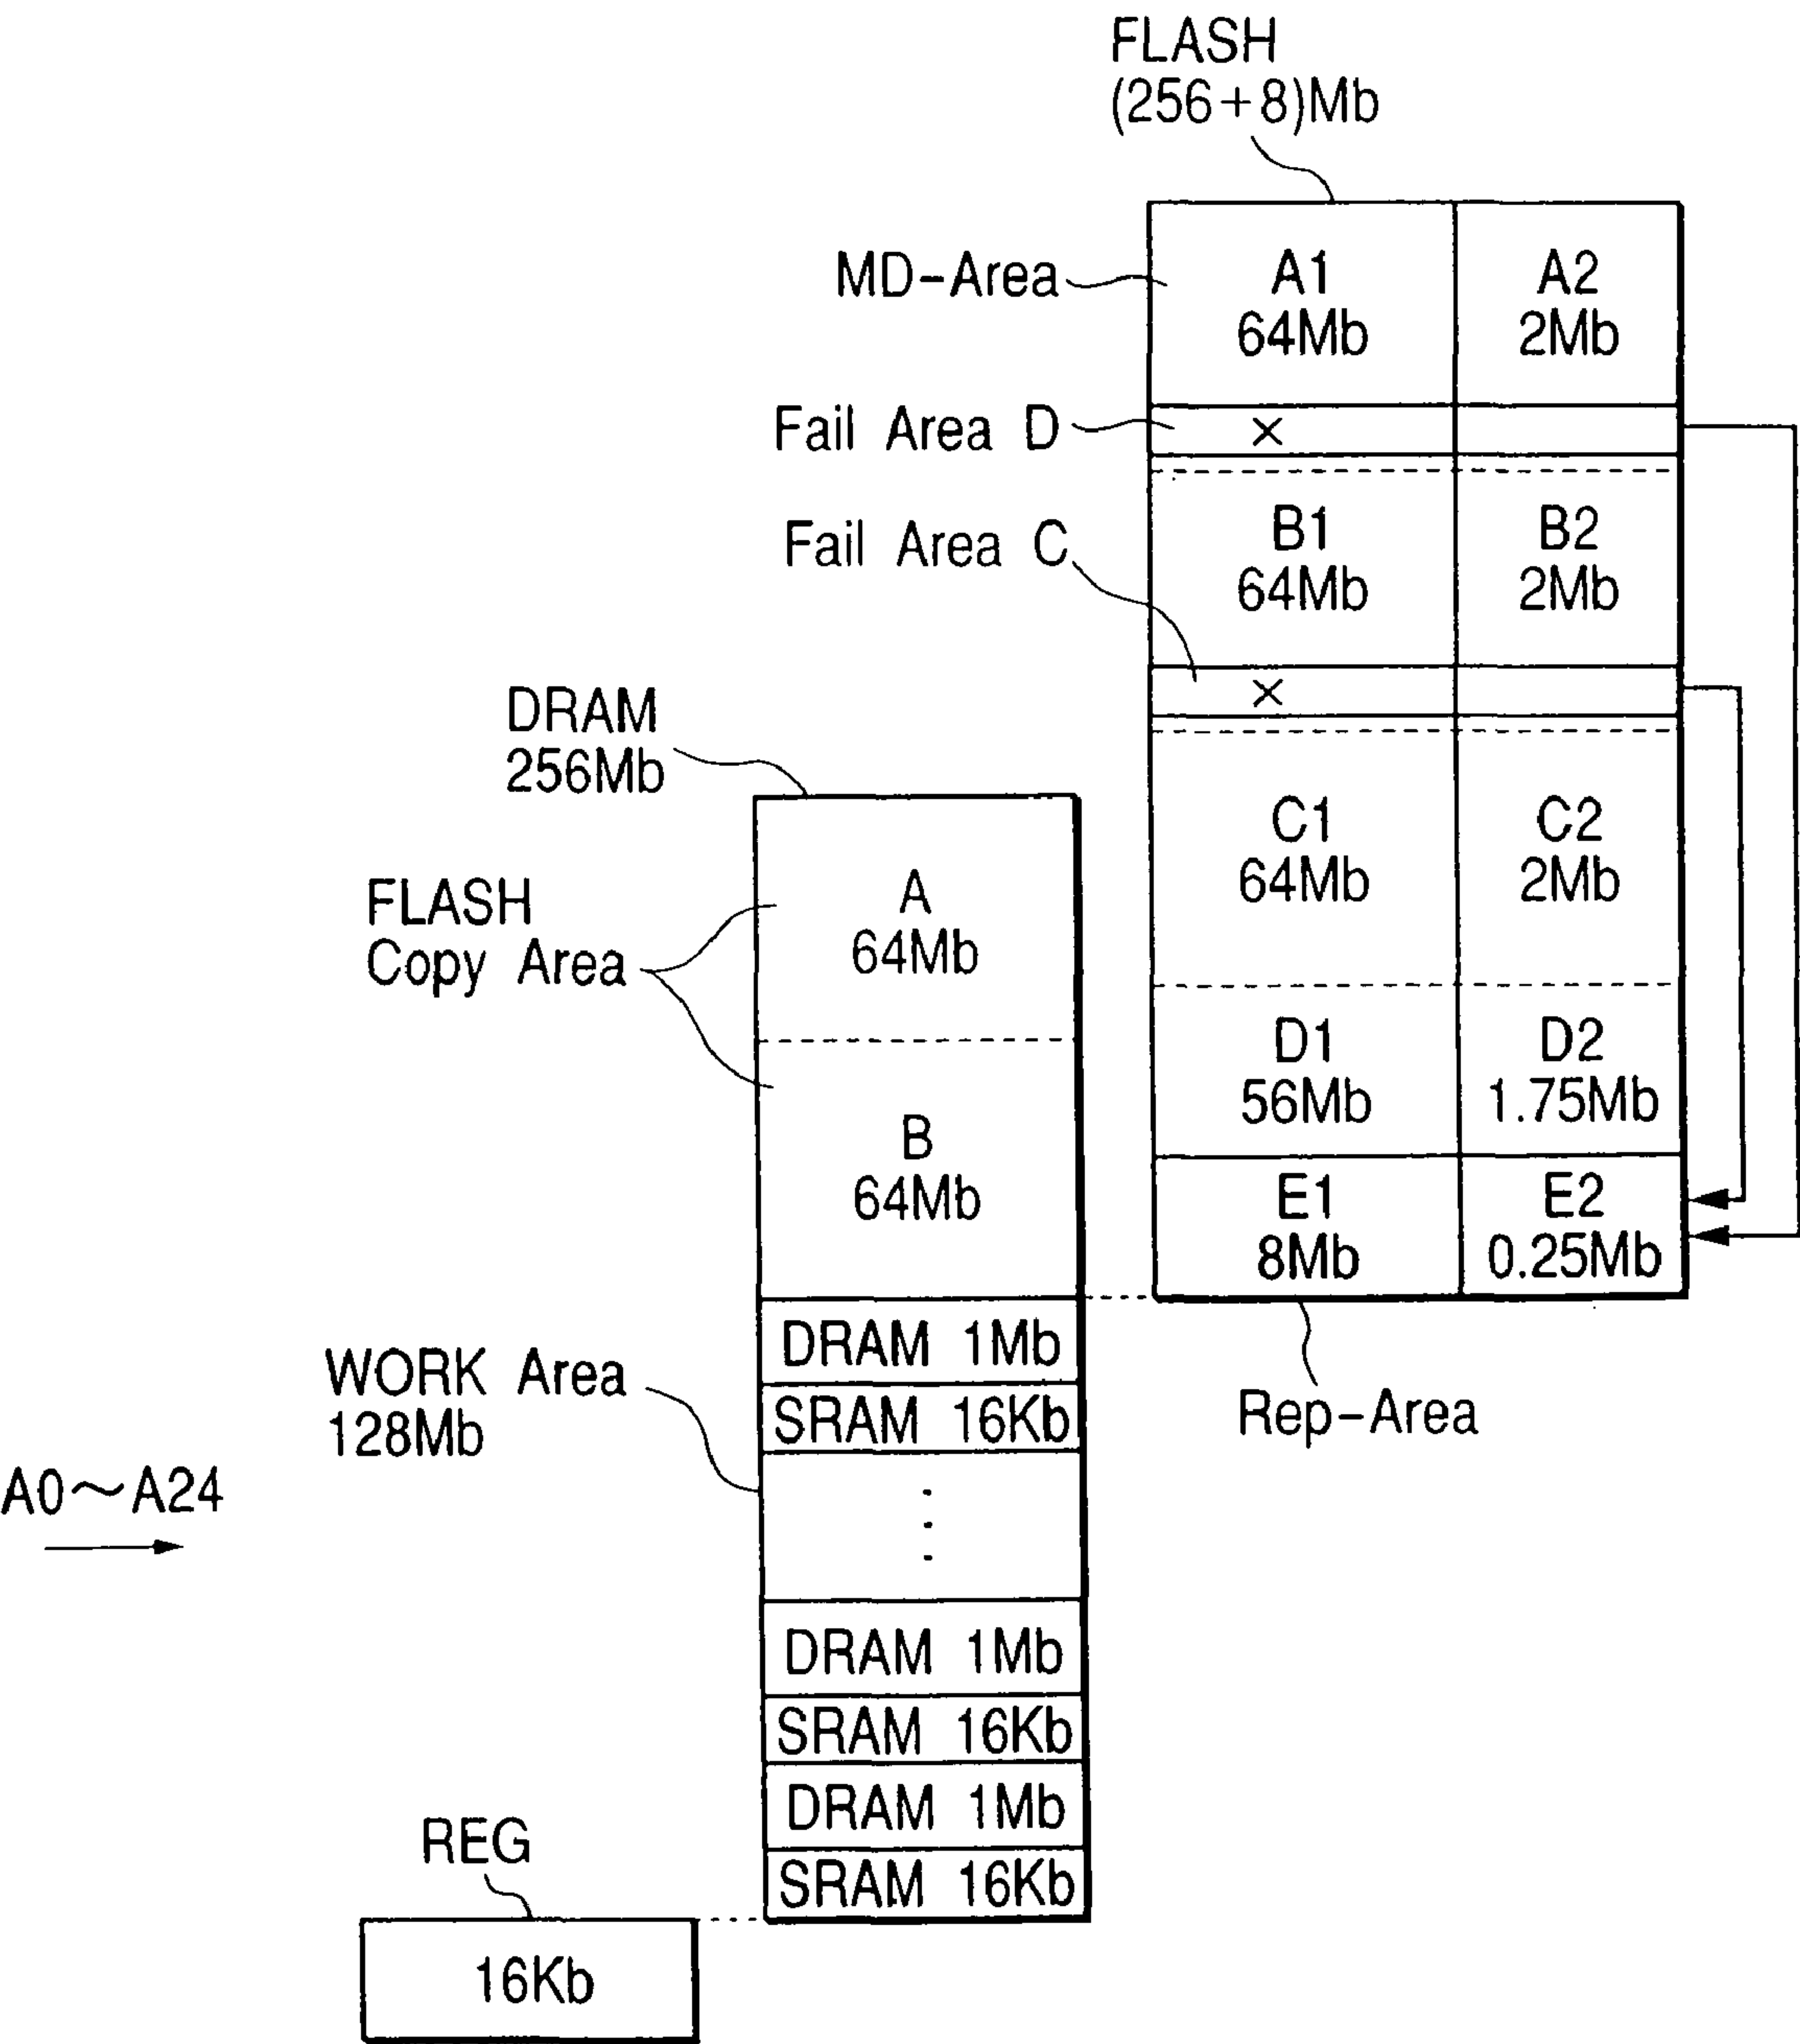 FLASH
(256+8)Mb
MD-Area
A1
64Mb
A2
2Mb
Fail Area D
×
B1
64Mb
B2
2Mb
Fail Area C
×
DRAM
256Mb
C1
64Mb
C2
2Mb
FLASH
Copy Area
A
64Mb
D1
56Mb
D2
1.75Mb
B
64Mb
E1
8Mb
E2
0.25Mb
DRAM 1Mb
WORK Area
128Mb
SRAM 16Kb
Rep-Area
A0~A24
DRAM 1Mb
SRAM 16Kb
DRAM 1Mb
REG
SRAM 16Kb
16Kb